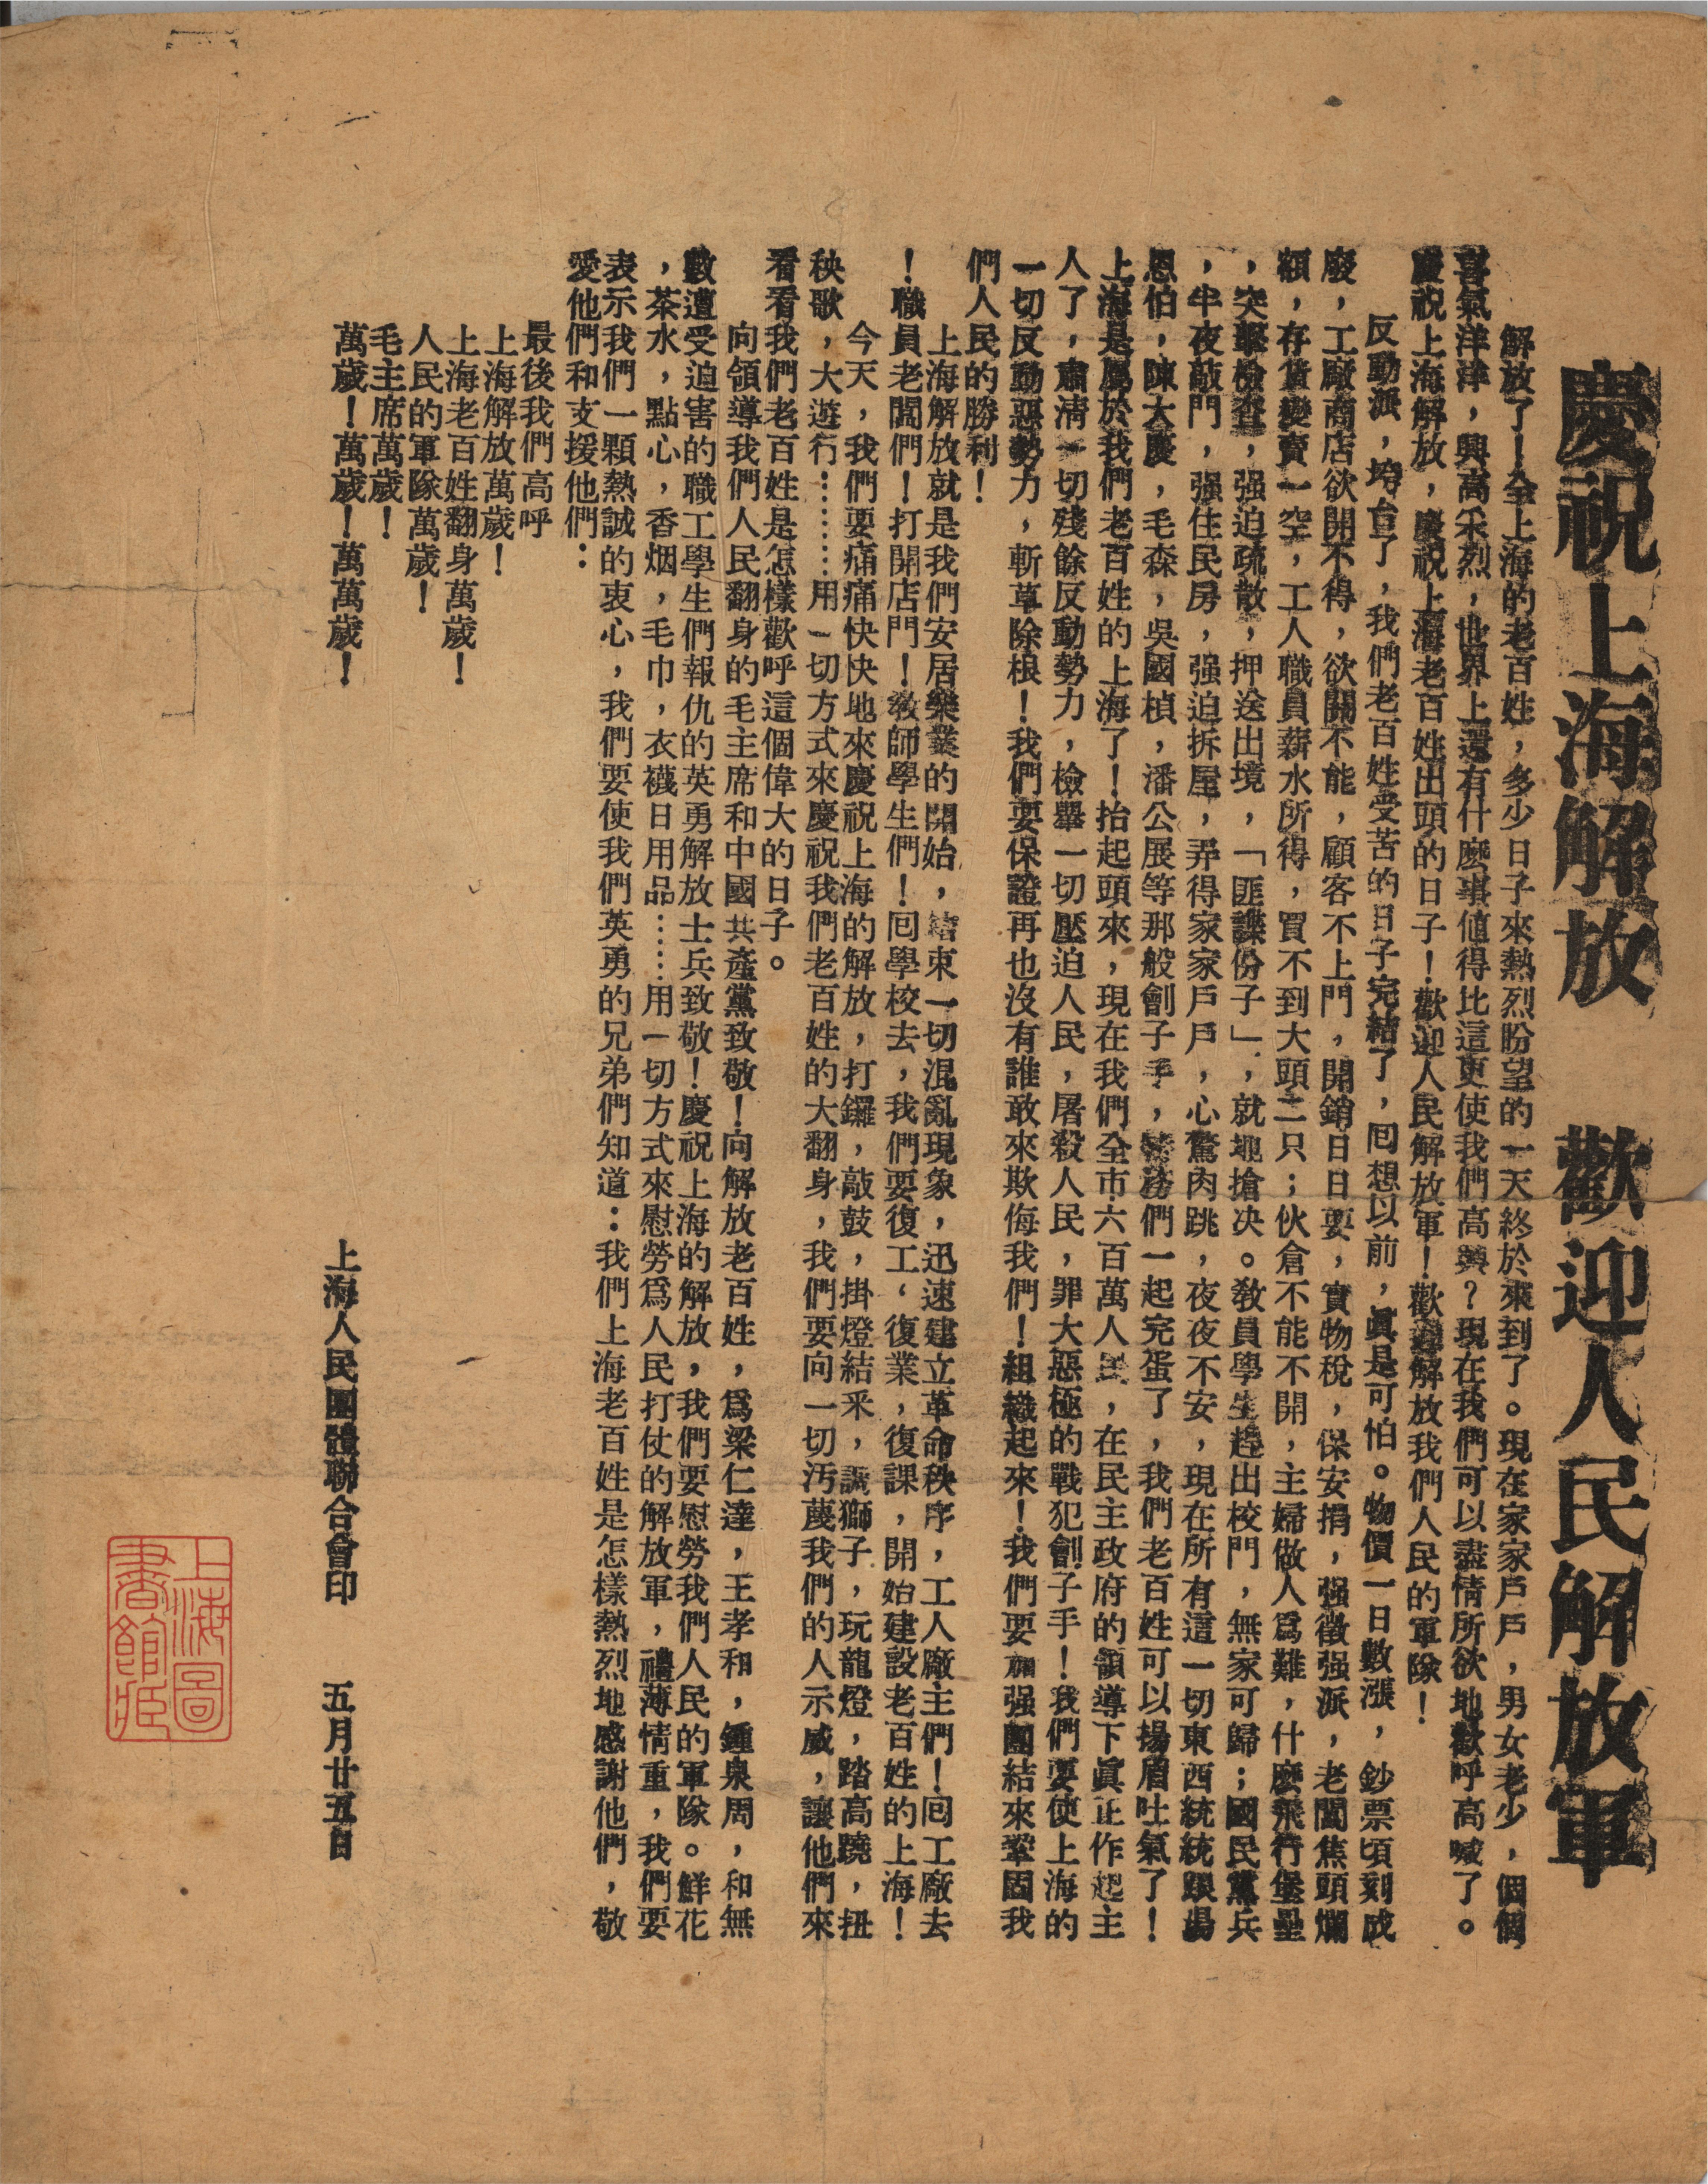 慶祝上海解放　歡迎人民解放軍
解放了！全上海的老百姓，多少日子來熱烈盼望的一天終於來到了。現在家家戶戶，男女老少，個個
喜氣洋洋，興高采烈，世界上還有什麼事值得比這更使我們高興？現在我們可以盡情所欲地歡呼高喊了。
慶祝上海解放，慶祝上海老百姓出頭的日子！歡迎人民解放軍！歡迎解放我們人民的軍隊！
反動派，垮台了，我們老百姓受苦的日子完結了，囘想以前，眞是可怕。物價一日數漲，鈔票頃刻成
廢，工廠商店欲開不得，欲關不能，顧客不上門，開銷日日要，實物稅，保安捐，强徵强派，老闆焦頭爛
額，存貨變賣一空，工人職員薪水所得，買不到大頭二只；伙倉不能不開，主婦做人爲難，什麼飛行堡壘
，突擊檢查，强迫疏散，押送出境，「匪諜份子」，就地搶决。敎員學生趕出校門，無家可歸；國民黨兵
，半夜敲門，强住民房，强迫拆屋，弄得家家戶戶，心驚肉跳，夜夜不安，現在所有這一切東西統統跟湯
恩伯，陳大慶，毛森，吳國楨，潘公展等那般劊子手，特務們一起完蛋了，我們老百姓可以揚眉吐氣了！
上海是屬於我們老百姓的上海了！抬起頭來，現在我們全市六百萬人民，在民主政府的領導下眞正作起主
人了，肅淸一切殘餘反動勢力，檢舉一切壓迫人民，屠殺人民，罪大惡極的戰犯劊子手！我們要使上海的
一切反動惡勢力，斬草除根！我們要保證再也沒有誰敢來欺侮我們！組織起來！我們要加强團結來鞏固我
們人民的勝利！
上海解放就是我們安居樂業的開始，結束一切混亂現象，迅速建立革命秩序，工人廠主們！囘工廠去
！職員老闆們！打開店門！敎師學生們！囘學校去，我們要復工，復業，復課，開始建設老百姓的上海！
今天，我們要痛痛快快地來慶祝上海的解放，打鑼，敲鼓，掛燈結釆，舞獅子，玩龍燈，踏高蹺，扭
秧歌，大遊行………用一切方式來慶祝我們老百姓的大翻身，我們要向一切汚蔑我們的人示威，讓他們來
看看我們老百姓是怎樣歡呼這個偉大的日子。
向領導我們人民翻身的毛主席和中國共產黨致敬！向解放老百姓，爲梁仁達，王孝和，鍾泉周，和無
數遭受迫害的職工學生們報仇的英勇解放士兵致敬！慶祝上海的解放，我們要慰勞我們人民的軍隊。鮮花
，茶水，點心，香烟，毛巾，衣襪日用品……用一切方式來慰勞爲人民打仗的解放軍，禮薄情重，我們要
表示我們一顆熱誠的衷心，我們要使我們英勇的兄弟們知道：我們上海老百姓是怎樣熱烈地感謝他們，敬
愛他們和支援他們：
最後我們高呼
上海解放萬歲！
上海老百姓翻身萬歲！
人民的軍隊萬歲！
毛主席萬歲！
萬歲！萬歲！萬萬歲！
上海人民團體聯合會印　五月廿五日
上海圖
書館藏